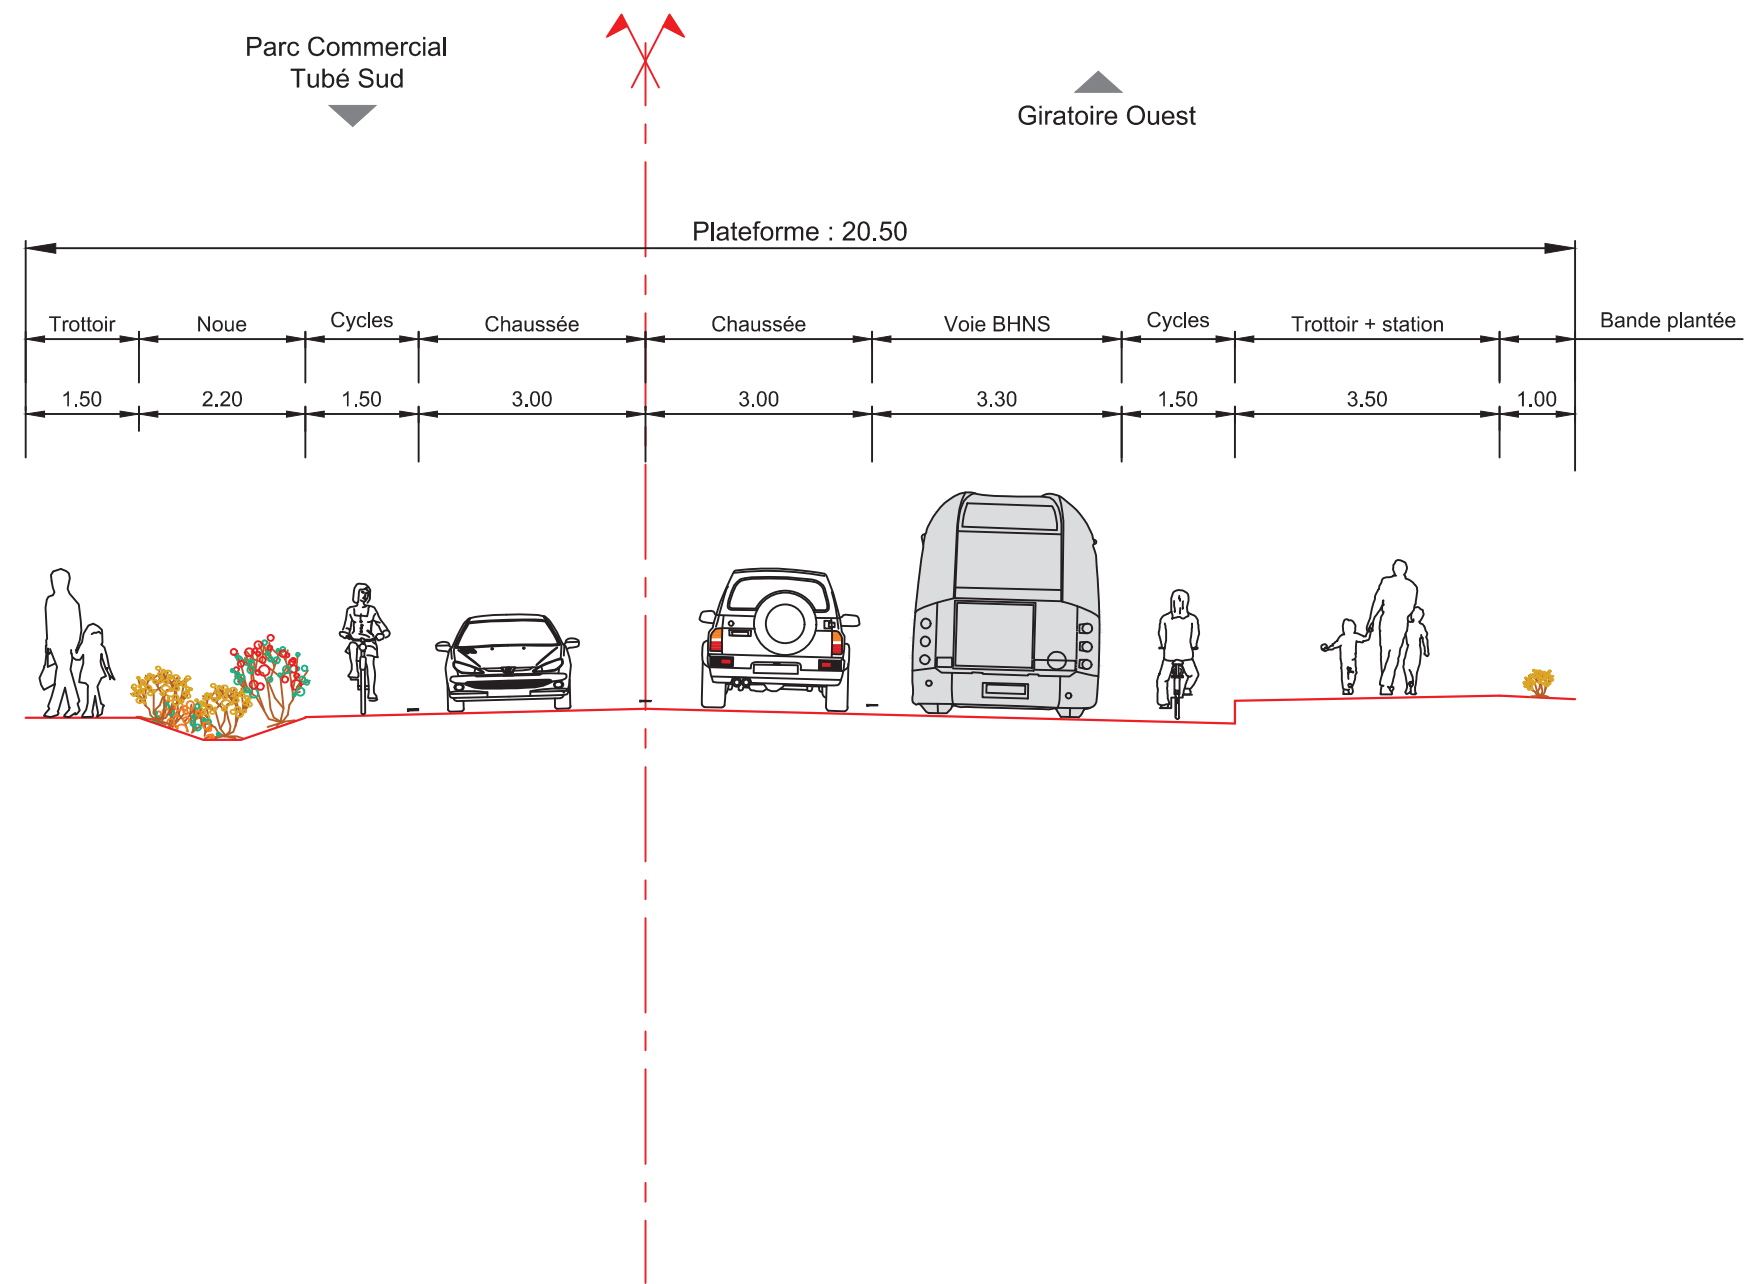 Parc Commercial
Tubé Sud
Giratoire Ouest
Plateforme : 20.50
Trottoir
Noue
Cycles
Chaussée
Chaussée
Voie BHNS
Cycles
Trottoir + station
Bande plantée
1.50
2.20
1.50
3.00
3.00
3.30
1.50
3.50
1.00